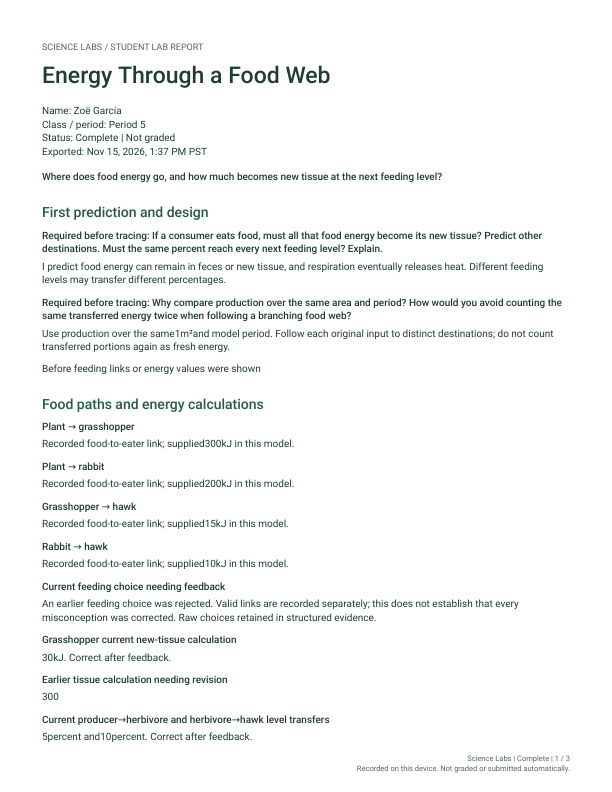 SCIENCE LABS / STUDENT LAB REPORT
Energy Through a Food Web
Name: Zoë García
Class / period: Period 5
Status: Complete | Not graded
Exported: Nov 15, 2026, 1:37 PM PST
Where does food energy go, and how much becomes new tissue at the next feeding level?
First prediction and design
Required before tracing: If a consumer eats food, must all that food energy become its new tissue? Predict other
destinations. Must the same percent reach every next feeding level? Explain.
I predict food energy can remain in feces or new tissue, and respiration eventually releases heat. Different feeding
levels may transfer different percentages.
Required before tracing: Why compare production over the same area and period? How would you avoid counting the
same transferred energy twice when following a branching food web?
Use production over the same1m²and model period. Follow each original input to distinct destinations; do not count
transferred portions again as fresh energy.
Before feeding links or energy values were shown
Food paths and energy calculations
Plant → grasshopper
Recorded food-to-eater link; supplied300kJ in this model.
Plant → rabbit
Recorded food-to-eater link; supplied200kJ in this model.
Grasshopper → hawk
Recorded food-to-eater link; supplied15kJ in this model.
Rabbit → hawk
Recorded food-to-eater link; supplied10kJ in this model.
Current feeding choice needing feedback
An earlier feeding choice was rejected. Valid links are recorded separately; this does not establish that every
misconception was corrected. Raw choices retained in structured evidence.
Grasshopper current new-tissue calculation
30kJ. Correct after feedback.
Earlier tissue calculation needing revision
300
Current producer→herbivore and herbivore→hawk level transfers
5percent and10percent. Correct after feedback.
Science Labs | Complete | 1 / 3
Recorded on this device. Not graded or submitted automatically.